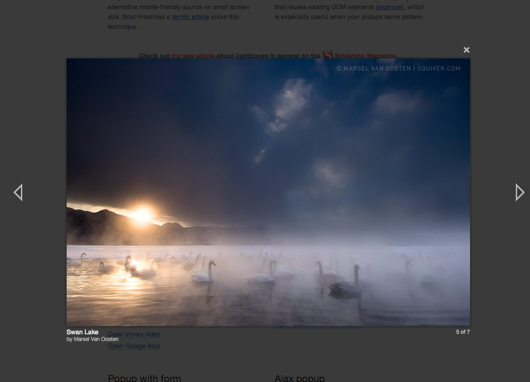 alternative mobile-friendly source on small screen
size. Brad Frost has a terrific article about this
technique.
that reuses existing DOM elements (example), which
is especially useful when your popups same pattern.
Check out my new article about lightboxes in general on the Smashing Magazine.
×
© MARSEL VAN OOSTEN | SQUIVER.COM
Swan Lake
by Marsel Van Oosten
5 of 7
Open Vimeo video
Open Google Map
Popup with form
Ajax popup